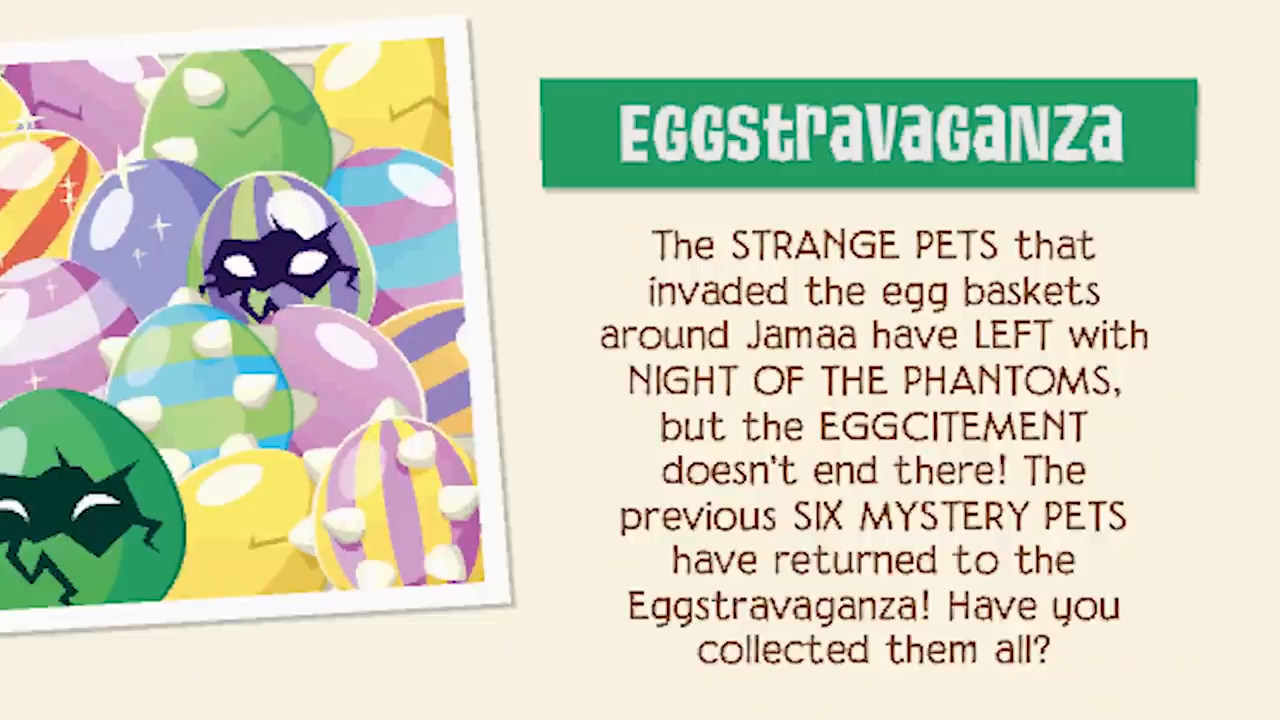 EGGStravaGaNZa
The STRANGE PETS that
invaded the egg baskets
around Jamaa have LEFT with
NIGHT OF THE PHANTOMS,
but the EGGCITEMENT
doesn't end there! The
previous SIX MYSTERY PETS
have returned to the
Eggstravaganza! Have you
collected them all?